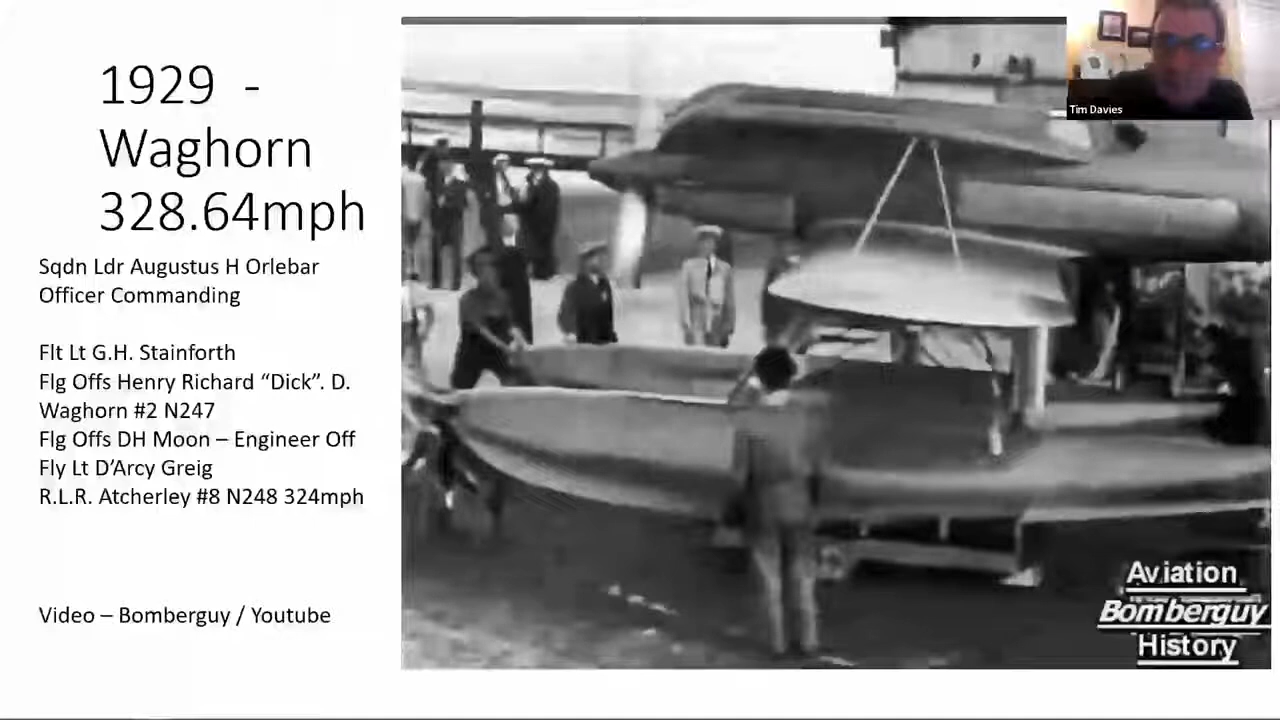 1929 -
Waghorn
328.64mph
Sqdn Ldr Augustus H Orlebar
Officer Commanding
Flt Lt G.H. Stainforth
Flg Offs Henry Richard “Dick”. D.
Waghorn #2 N247
Flg Offs DH Moon – Engineer Off
Fly Lt D’Arcy Greig
R.L.R. Atcherley #8 N248 324mph
Video – Bomberguy / Youtube
Tim Davies
Aviation
Bomberguy
History